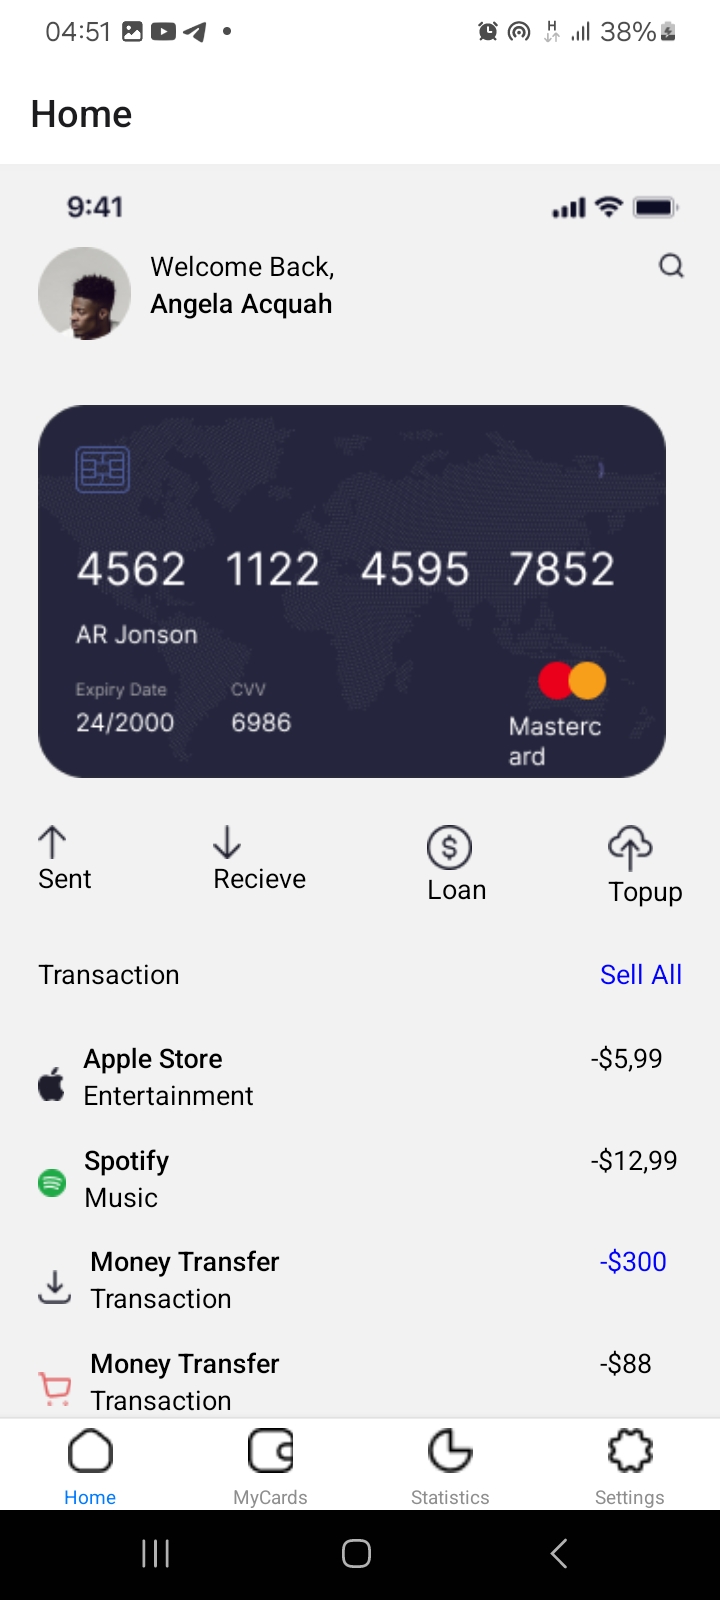 04:51
H
38%
Home
9:41
Welcome Back,
Angela Acquah
4562 1122 4595 7852
AR Jonson
Expiry Date CVV
24/2000 6986
Masterc
ard
Sent Recieve Loan Topup
Transaction Sell All
Apple Store -$5,99
Entertainment
Spotify -$12,99
Music
Money Transfer -$300
Transaction
Money Transfer -$88
Transaction
Home MyCards Statistics Settings